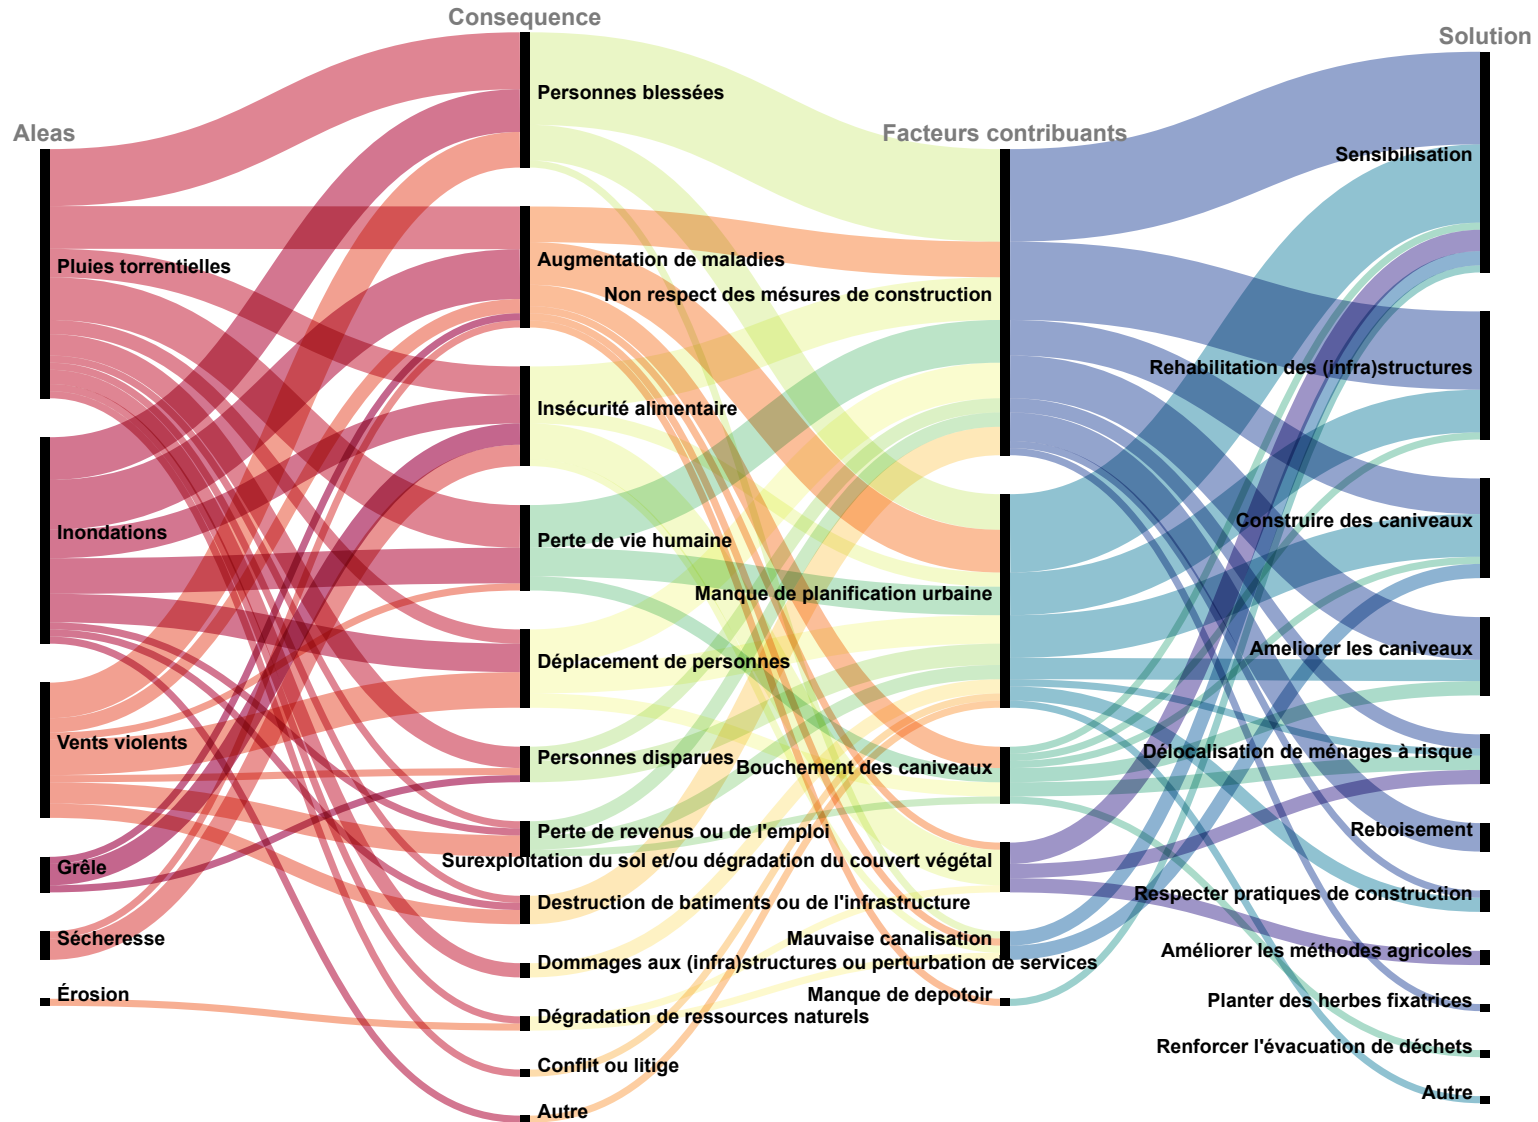 Aleas
Pluies torrentielles
Inondations
Vents violents
Grêle
Sécheresse
Érosion
Consequence
Personnes blessées
Augmentation de maladies
Insécurité alimentaire
Perte de vie humaine
Déplacement de personnes
Personnes disparues
Perte de revenus ou de l'emploi
Destruction de batiments ou de l'infrastructure
Dommages aux (infra)structures ou perturbation de services
Dégradation de ressources naturels
Conflit ou litige
Autre
Facteurs contribuants
Non respect des mésures de construction
Manque de planification urbaine
Bouchement des caniveaux
Surexploitation du sol et/ou dégradation du couvert végétal
Mauvaise canalisation
Manque de depotoir
Solution
Sensibilisation
Rehabilitation des (infra)structures
Construire des caniveaux
Ameliorer les caniveaux
Délocalisation de ménages à risque
Reboisement
Respecter pratiques de construction
Améliorer les méthodes agricoles
Planter des herbes fixatrices
Renforcer l'évacuation de déchets
Autre